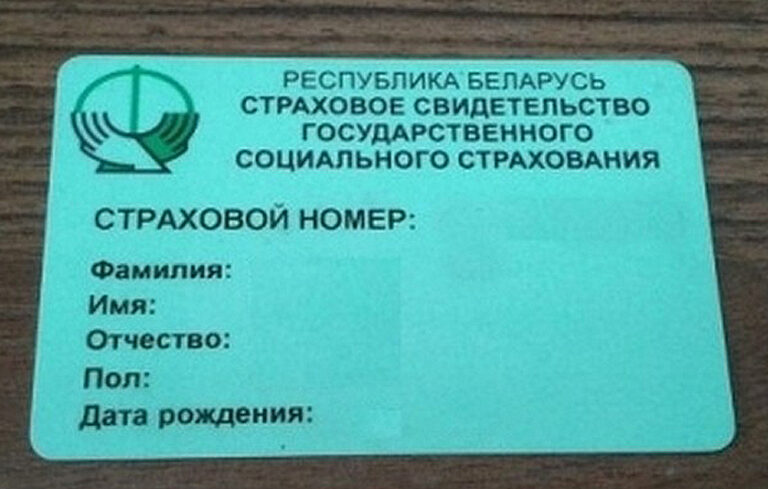 РЕСПУБЛИКА БЕЛАРУСЬ
СТРАХОВОЕ СВИДЕТЕЛЬСТВО
ГОСУДАРСТВЕННОГО
СОЦИАЛЬНОГО СТРАХОВАНИЯ
СТРАХОВОЙ НОМЕР:
Фамилия:
Имя:
Отчество:
Пол:
Дата рождения: